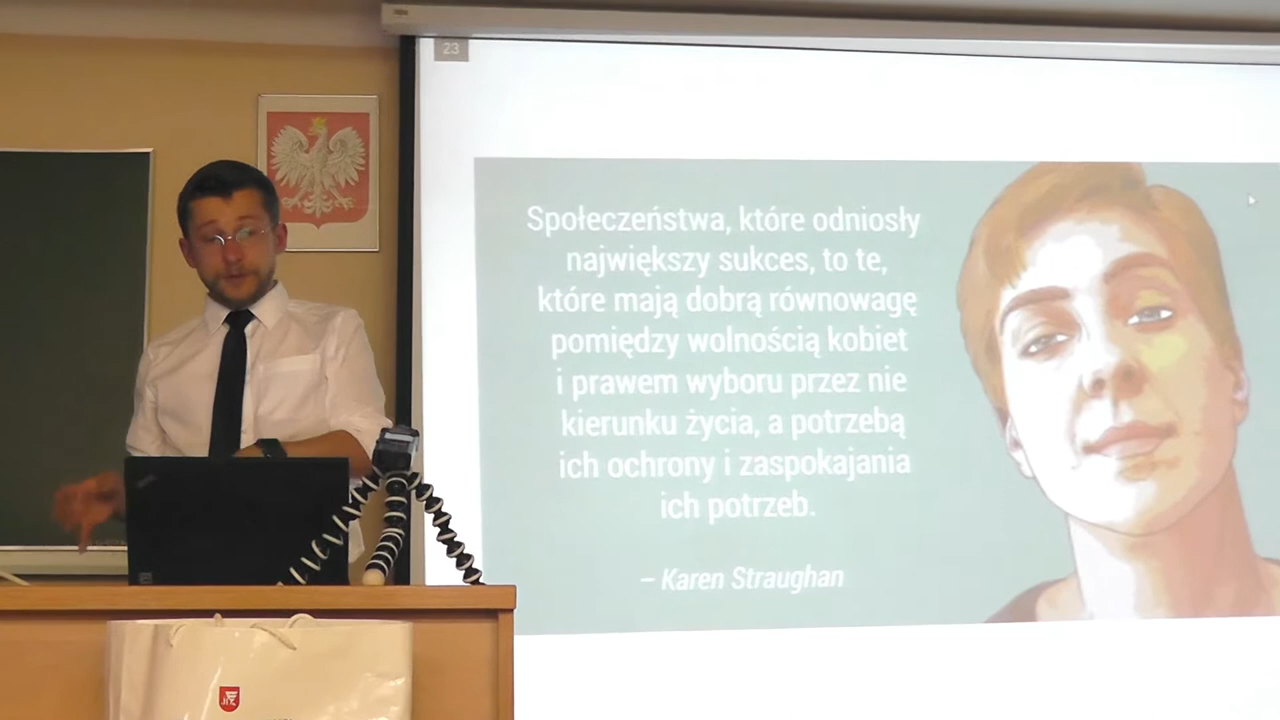 23
Społeczeństwa, które odniosły
największy sukces, to te,
które mają dobrą równowagę
pomiędzy wolnością kobiet
i prawem wyboru przez nie
kierunku życia, a potrzebą
ich ochrony i zaspokajania
ich potrzeb.
– Karen Straughan